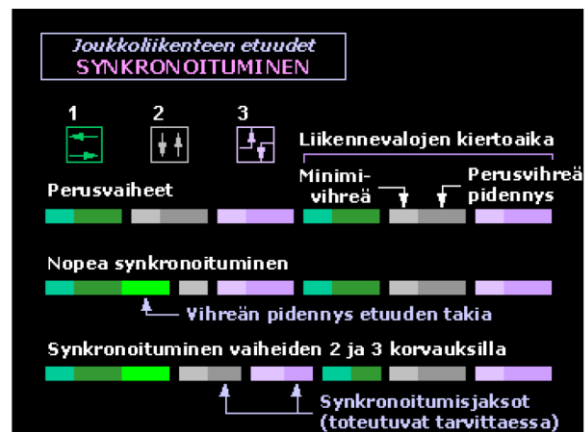 Joukkoliikenteen etuudet
SYNKRONOITUMINEN
1 2 3
Liikennevalojen kiertoaika
Minimi-
vihreä
Perusvihreä
pidennys
Perusvaiheet
Nopea synkronoituminen
Vihreän pidennys etuuden takia
Synkronoituminen vaiheiden 2 ja 3 korvauksilla
Synkronoitumisjaksot
(toteutuvat tarvittaessa)